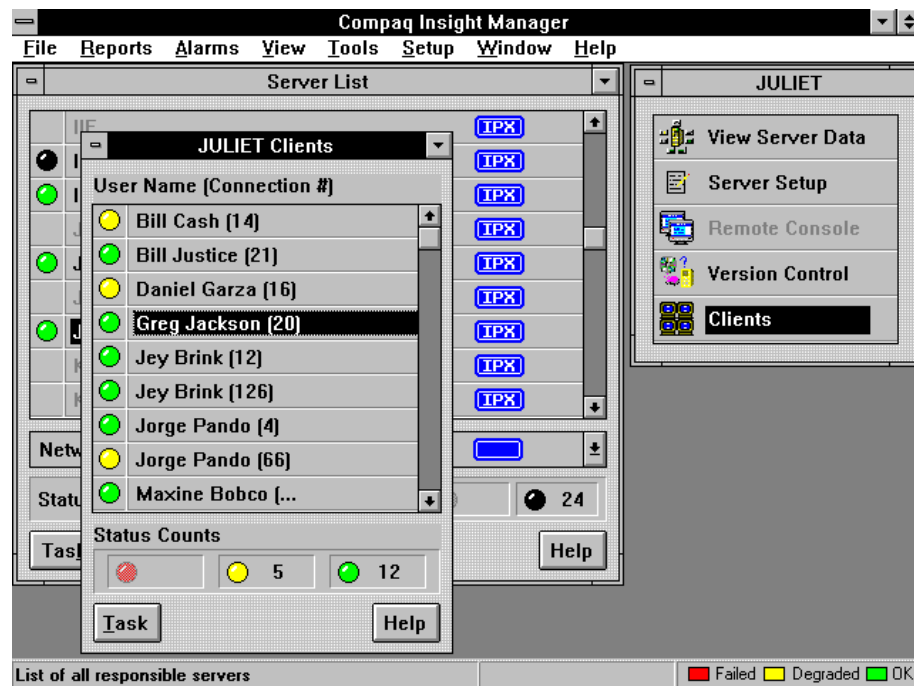 Compaq Insight Manager
File Reports Alarms View Tools Setup Window Help
Server List
IPX
IPX
IPX
IPX
IPX
IPX
IPX
IPX
IPX
24
Help
JULIET Clients
User Name (Connection #)
Bill Cash (14)
Bill Justice (21)
Daniel Garza (16)
Greg Jackson (20)
Jey Brink (12)
Jey Brink (126)
Jorge Pando (4)
Jorge Pando (66)
Maxine Bobco (...
Status Counts
5 12
Task Help
JULIET
View Server Data
Server Setup
Remote Console
Version Control
Clients
List of all responsible servers
Failed Degraded OK